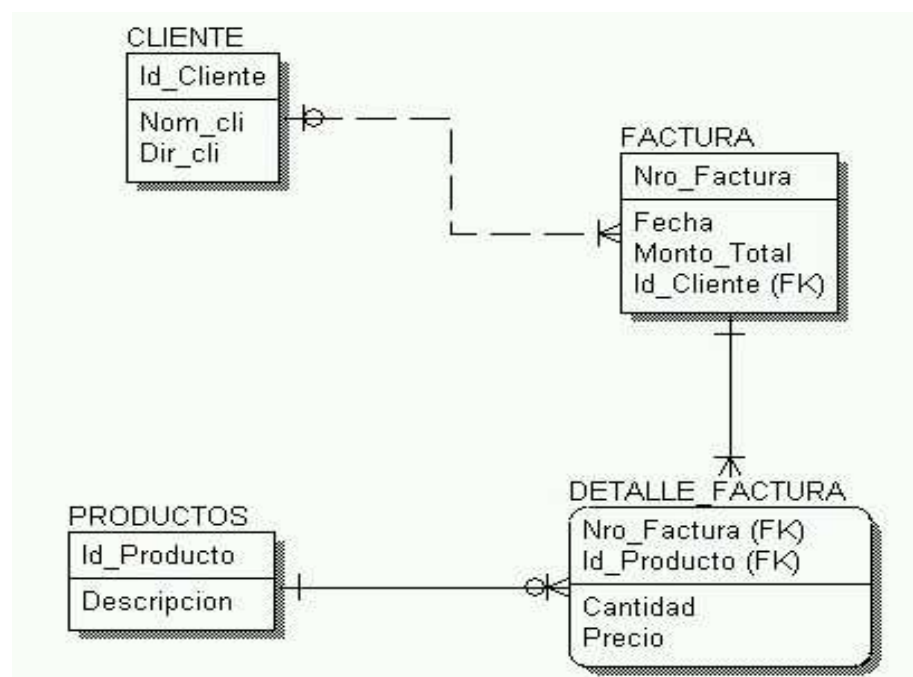 CLIENTE
Id_Cliente
Nom_cli
Dir_cli
FACTURA
Nro_Factura
Fecha
Monto_Total
Id_Cliente (FK)
PRODUCTOS
Id_Producto
Descripcion
DETALLE_FACTURA
Nro_Factura (FK)
Id_Producto (FK)
Cantidad
Precio